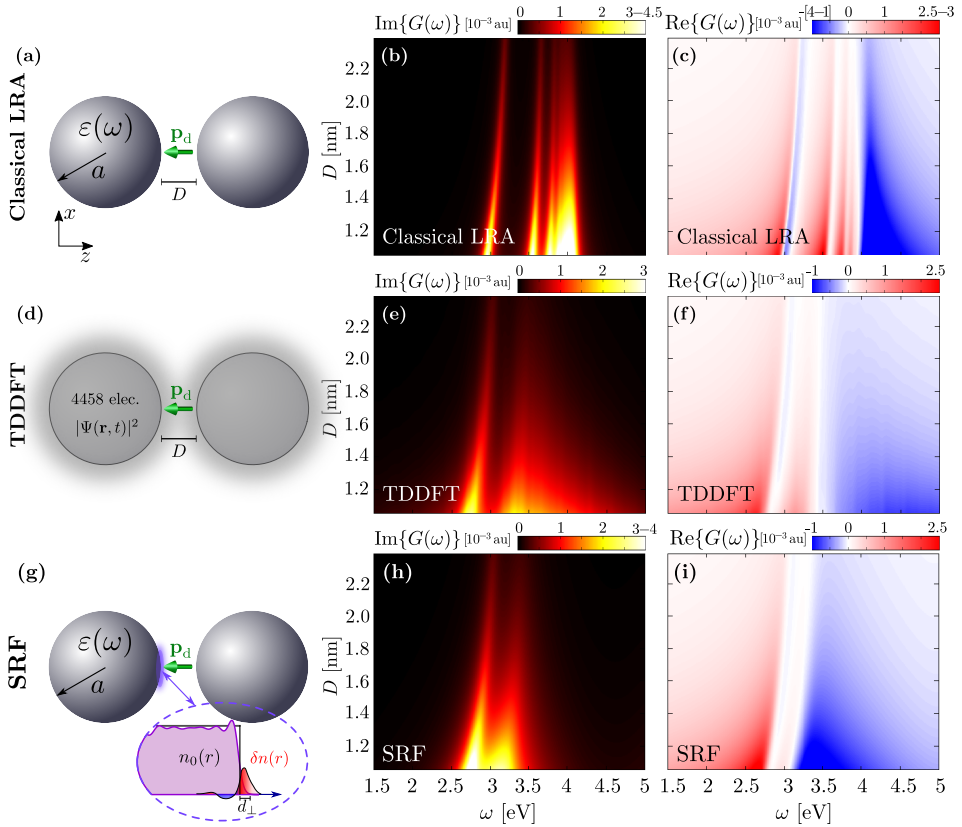 Classical LRA
(a)
ε(ω)
a
p_d
D
x
z
Im{G(ω)} [10⁻³ au]
0 1 2 3−4.5
(b)
D [nm]
2.2
2.0
1.8
1.6
1.4
1.2
Classical LRA
Re{G(ω)} [10⁻³ au]
-[4−1] 0 1 2.5−3
(c)
Classical LRA
TDDFT
(d)
4458 elec.
|Ψ(r, t)|²
p_d
D
Im{G(ω)} [10⁻³ au]
0 1 2 3
(e)
D [nm]
2.2
2.0
1.8
1.6
1.4
1.2
TDDFT
Re{G(ω)} [10⁻³ au]
-1 0 1 2.5
(f)
TDDFT
SRF
(g)
ε(ω)
a
p_d
n₀(r)
δn(r)
d⊥
Im{G(ω)} [10⁻³ au]
0 1 2 3−4
(h)
D [nm]
2.2
2.0
1.8
1.6
1.4
1.2
SRF
1.5 2 2.5 3 3.5 4 4.5 5
ω [eV]
Re{G(ω)} [10⁻³ au]
-1 0 1 2.5
(i)
SRF
1.5 2 2.5 3 3.5 4 4.5 5
ω [eV]